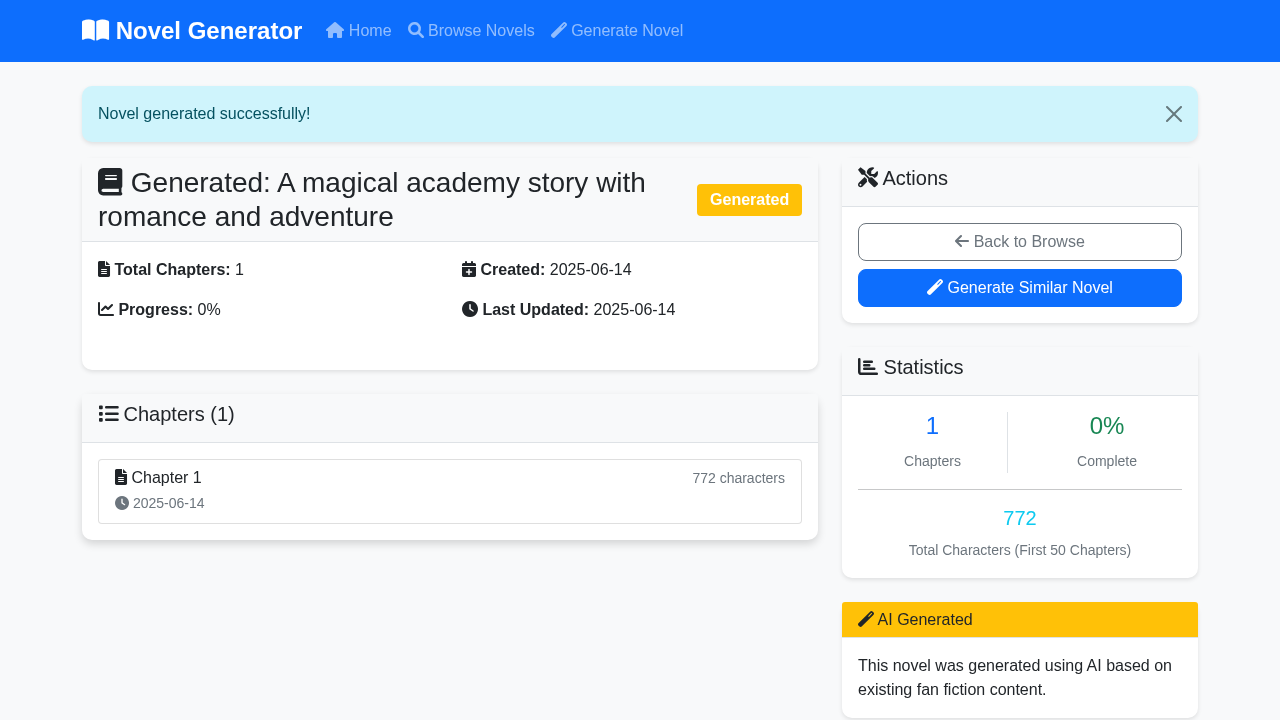 Novel Generator
Home
Browse Novels
Generate Novel
Novel generated successfully!
Generated: A magical academy story with
romance and adventure
Generated
Total Chapters: 1
Created: 2025-06-14
Progress: 0%
Last Updated: 2025-06-14
Chapters (1)
Chapter 1
772 characters
2025-06-14
Actions
Back to Browse
Generate Similar Novel
Statistics
1
Chapters
0%
Complete
772
Total Characters (First 50 Chapters)
AI Generated
This novel was generated using AI based on
existing fan fiction content.